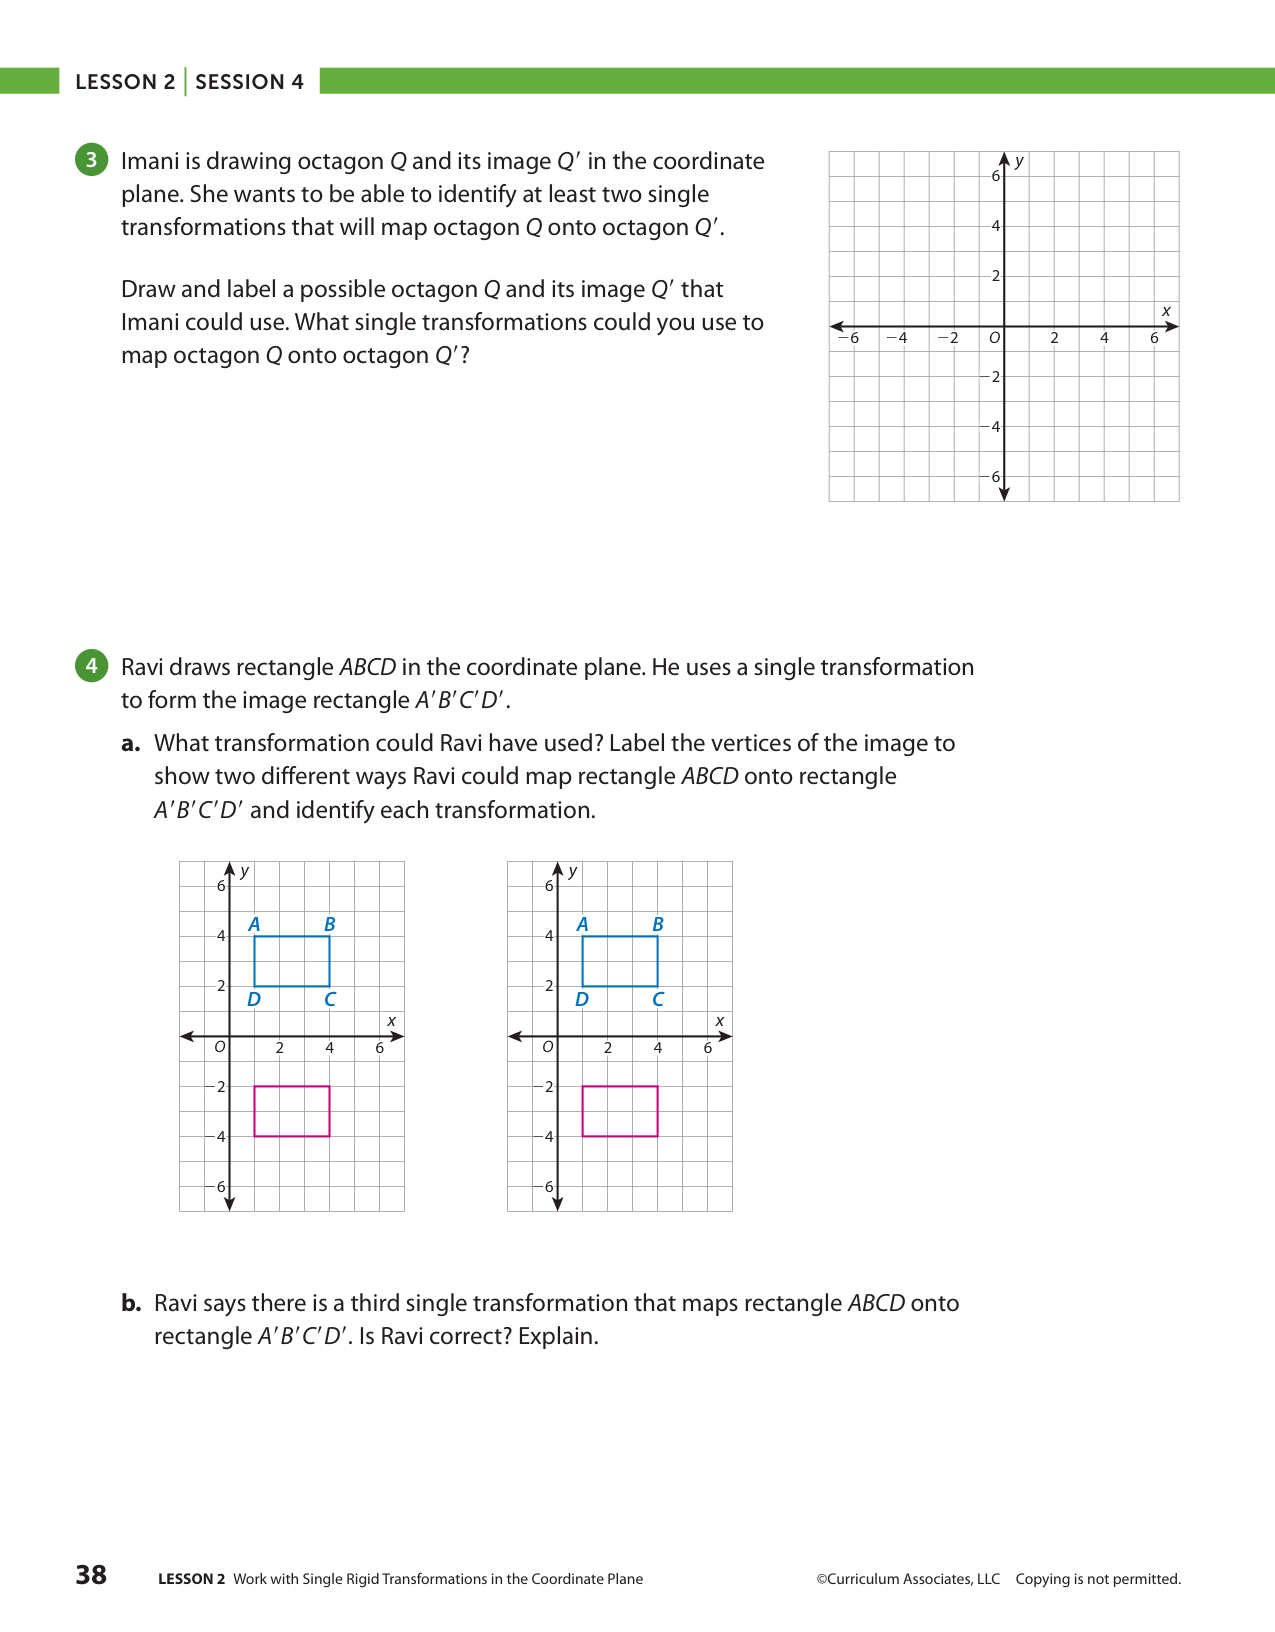 LESSON 2 | SESSION 4
3 Imani is drawing octagon Q and its image Q′ in the coordinate
plane. She wants to be able to identify at least two single
transformations that will map octagon Q onto octagon Q′.
Draw and label a possible octagon Q and its image Q′ that
Imani could use. What single transformations could you use to
map octagon Q onto octagon Q′?
y
6
4
2
x
−6 −4 −2 O 2 4 6
−2
−4
−6
4 Ravi draws rectangle ABCD in the coordinate plane. He uses a single transformation
to form the image rectangle A′B′C′D′.
a. What transformation could Ravi have used? Label the vertices of the image to
show two different ways Ravi could map rectangle ABCD onto rectangle
A′B′C′D′ and identify each transformation.
y
6
A B
4
2
D C
x
O 2 4 6
−2
−4
−6
y
6
A B
4
2
D C
x
O 2 4 6
−2
−4
−6
b. Ravi says there is a third single transformation that maps rectangle ABCD onto
rectangle A′B′C′D′. Is Ravi correct? Explain.
38 LESSON 2 Work with Single Rigid Transformations in the Coordinate Plane ©Curriculum Associates, LLC Copying is not permitted.